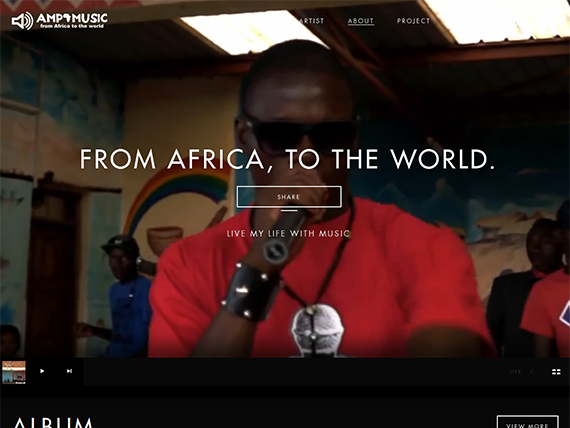 AMP MUSIC
from Africa to the world
ARTIST
ABOUT
PROJECT
FROM AFRICA, TO THE WORLD.
SHARE
LIVE MY LIFE WITH MUSIC
LIVE /
ALBUM
VIEW MORE